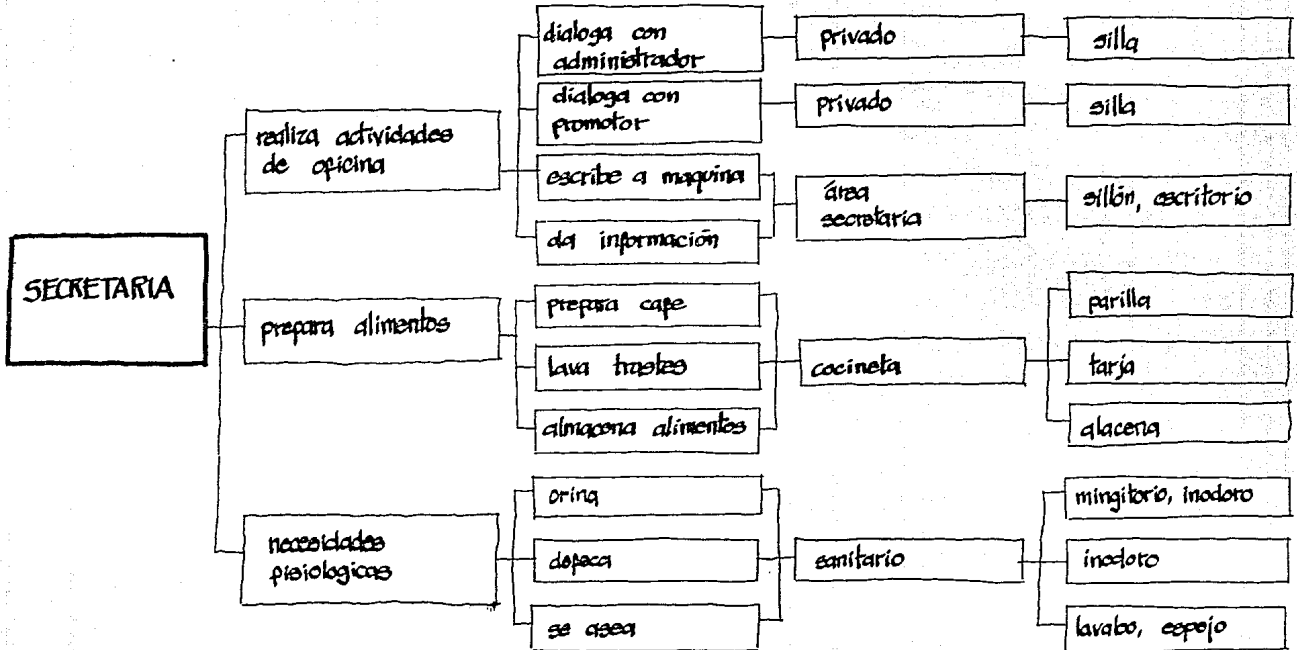 SECRETARIA
realiza actividades
de oficina
dialoga con
administrador
privado
silla
dialoga con
promotor
privado
silla
escribe a maquina
da información
área
secretaria
sillón, escritorio
prepara alimentos
prepara cafe
lava trastes
almacena alimentos
cocineta
parilla
tarja
alacena
necesidades
fisiologicas
orina
defeca
se asea
sanitario
mingitorio, inodoro
inodoro
lavabo, espejo